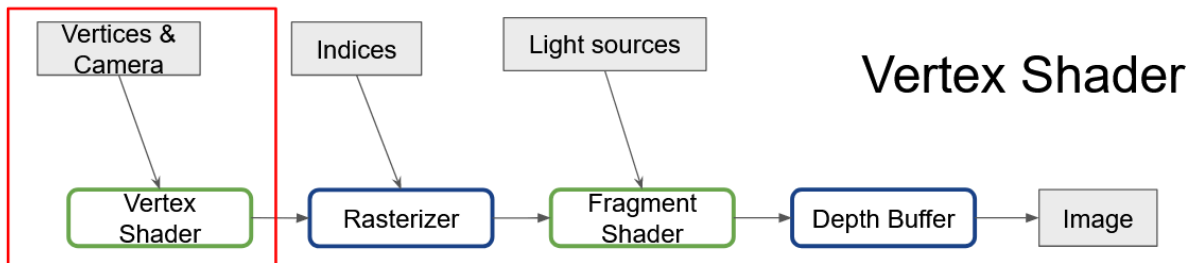 Vertices &
Camera
Indices
Light sources
Vertex Shader
Vertex
Shader
Rasterizer
Fragment
Shader
Depth Buffer
Image